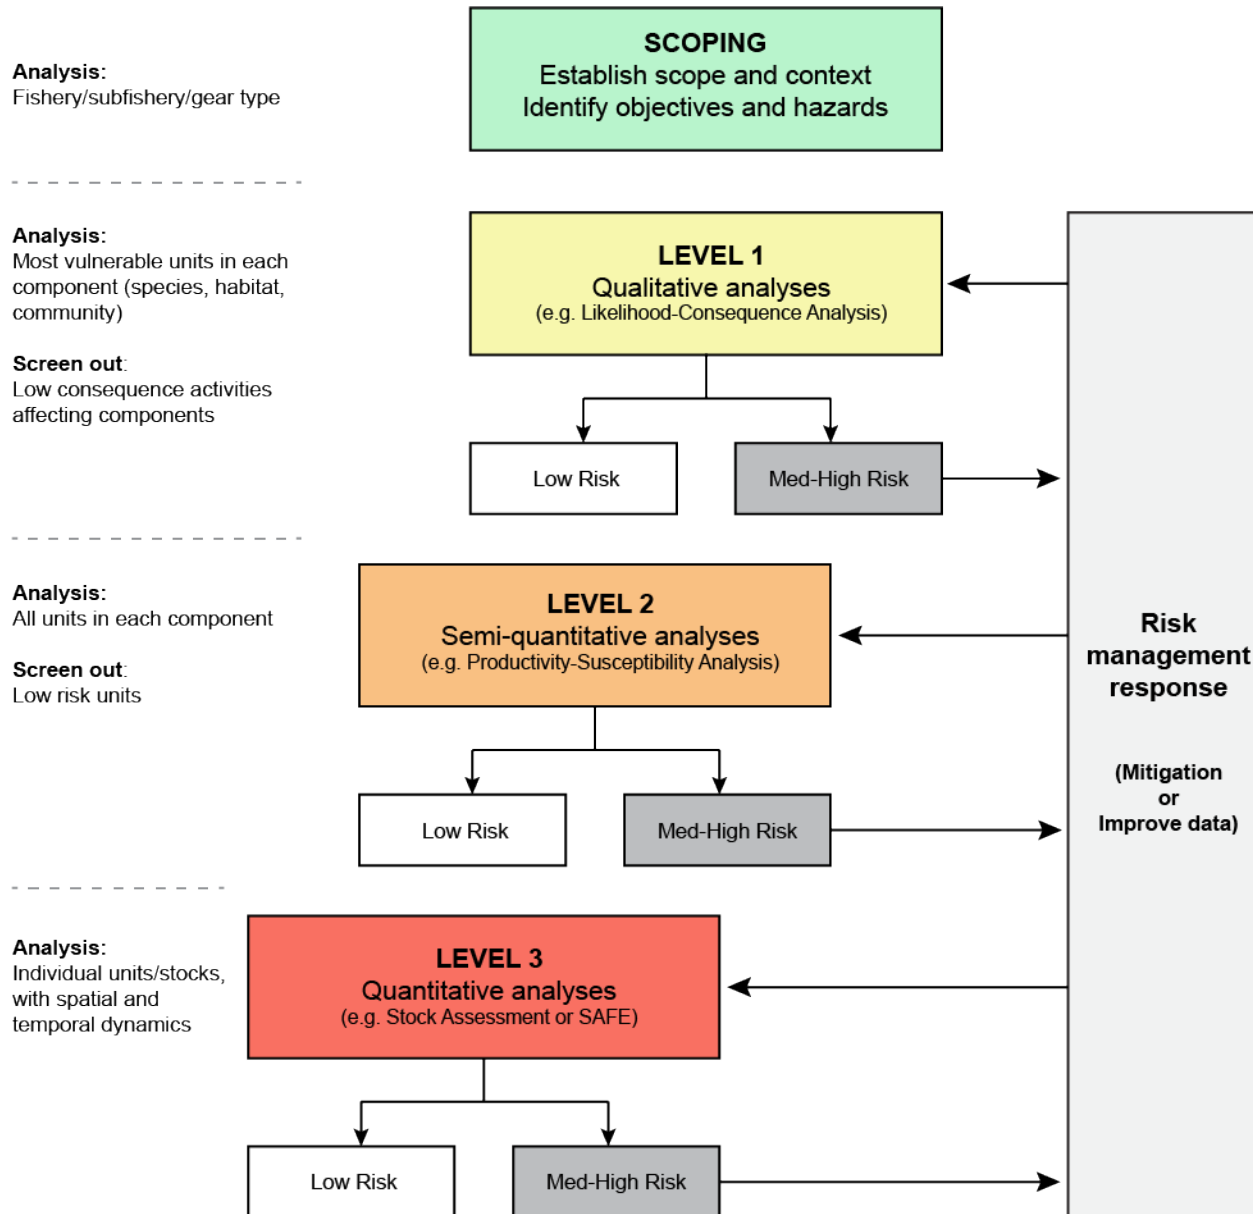 SCOPING
Establish scope and context
Identify objectives and hazards
Analysis:
Fishery/subfishery/gear type
Analysis:
Most vulnerable units in each
component (species, habitat,
community)
Screen out:
Low consequence activities
affecting components
LEVEL 1
Qualitative analyses
(e.g. Likelihood-Consequence Analysis)
Low Risk
Med-High Risk
Analysis:
All units in each component
Screen out:
Low risk units
LEVEL 2
Semi-quantitative analyses
(e.g. Productivity-Susceptibility Analysis)
Low Risk
Med-High Risk
Analysis:
Individual units/stocks,
with spatial and
temporal dynamics
LEVEL 3
Quantitative analyses
(e.g. Stock Assessment or SAFE)
Low Risk
Med-High Risk
Risk
management
response
(Mitigation
or
Improve data)